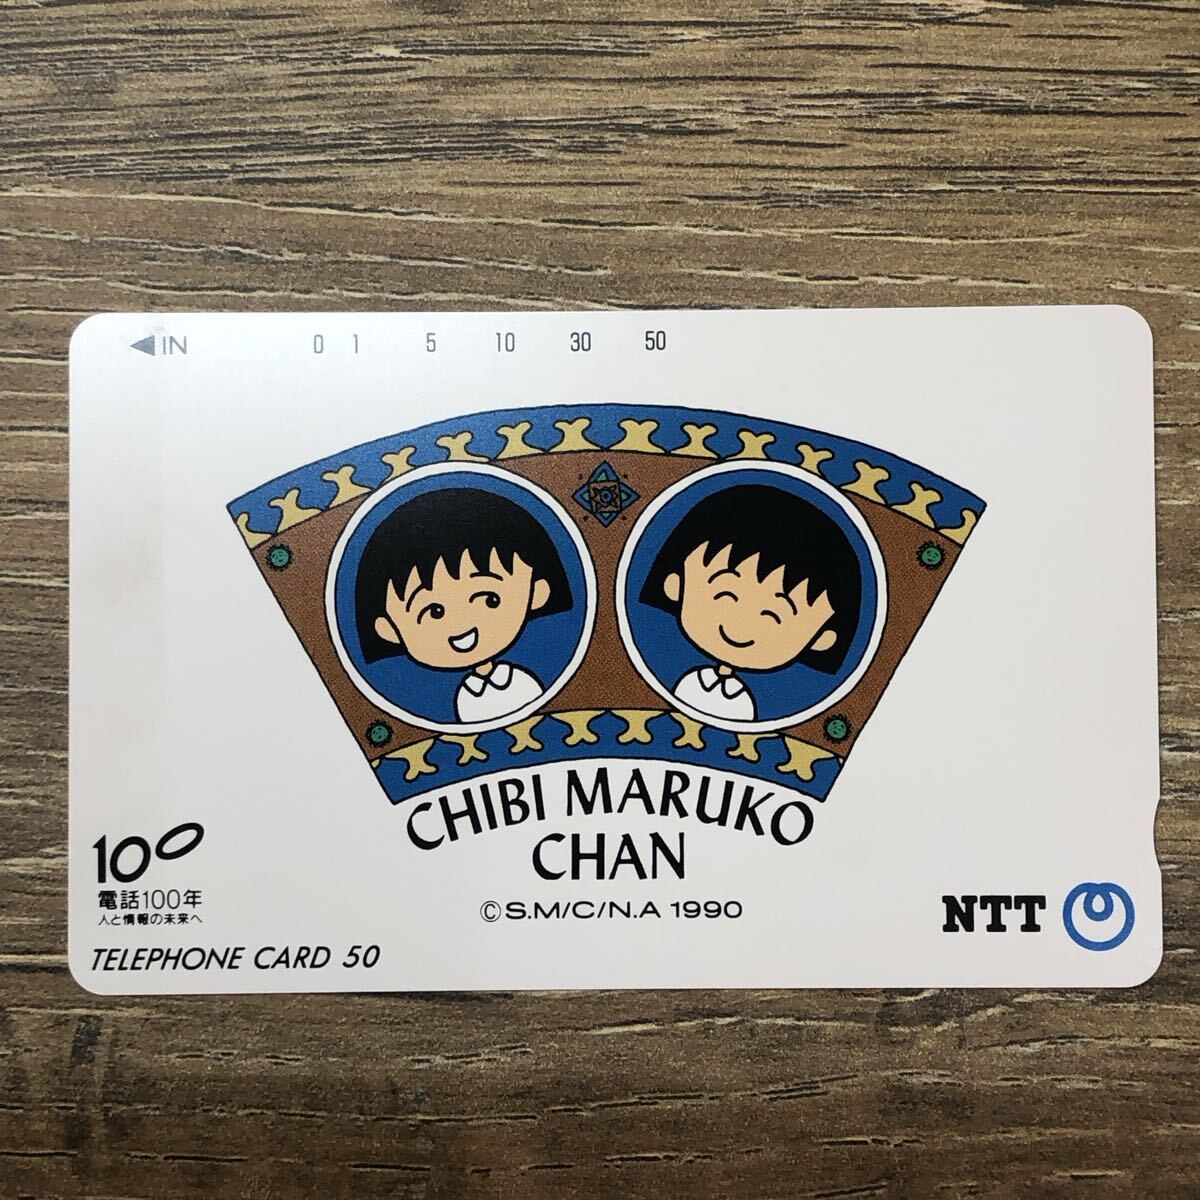 ◀IN 0 1 5 10 30 50
CHIBI MARUKO
CHAN
©S.M/C/N.A 1990
100
電話100年
人と情報の未来へ
TELEPHONE CARD 50
NTT